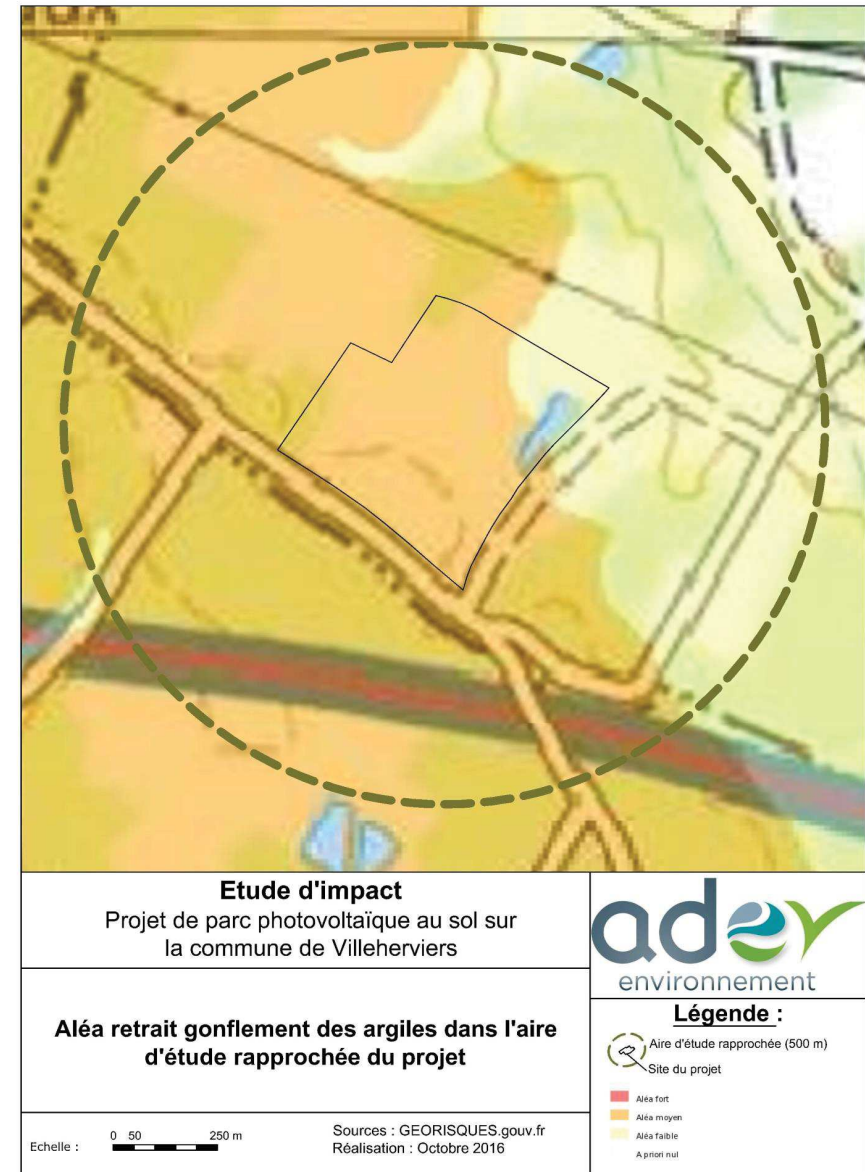 Etude d'impact
Projet de parc photovoltaïque au sol sur
la commune de Villeherviers
Aléa retrait gonflement des argiles dans l'aire
d'étude rapprochée du projet
Echelle :
0 50 250 m
Sources : GEORISQUES.gouv.fr
Réalisation : Octobre 2016
adev
environnement
Légende :
Aire d'étude rapprochée (500 m)
Site du projet
Aléa fort
Aléa moyen
Aléa faible
A priori nul